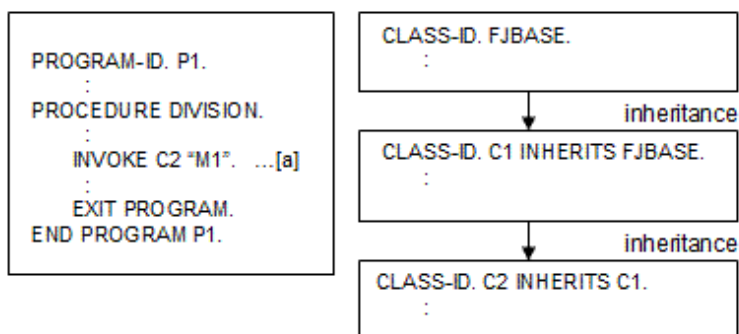 PROGRAM-ID. P1.
:
PROCEDURE DIVISION.
:
INVOKE C2 "M1". ...[a]
:
EXIT PROGRAM.
END PROGRAM P1.
CLASS-ID. FJBASE.
:
inheritance
CLASS-ID. C1 INHERITS FJBASE.
:
inheritance
CLASS-ID. C2 INHERITS C1.
: